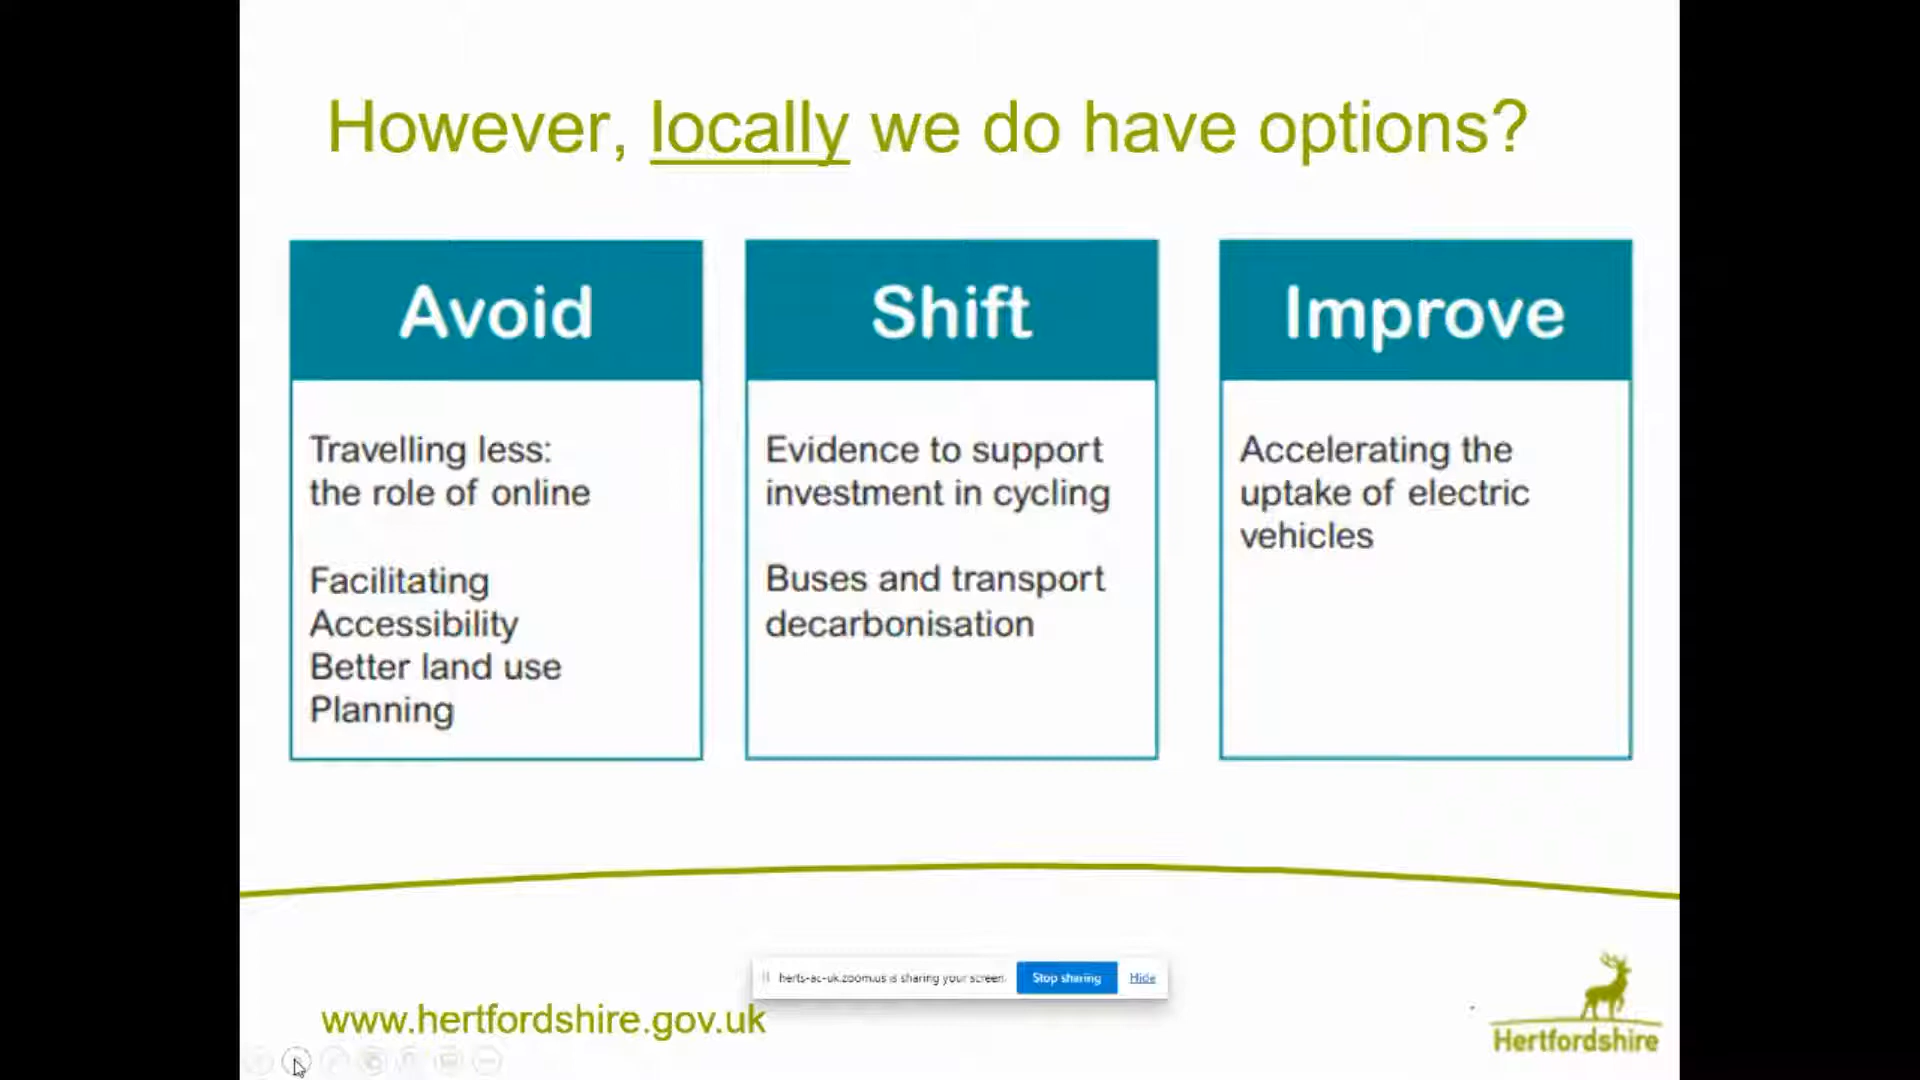 However, locally we do have options?
Avoid
Travelling less:
the role of online
Facilitating
Accessibility
Better land use
Planning
Shift
Evidence to support
investment in cycling
Buses and transport
decarbonisation
Improve
Accelerating the
uptake of electric
vehicles
herts-ac-uk.zoom.us is sharing your screen. Stop sharing Hide
www.hertfordshire.gov.uk
Hertfordshire